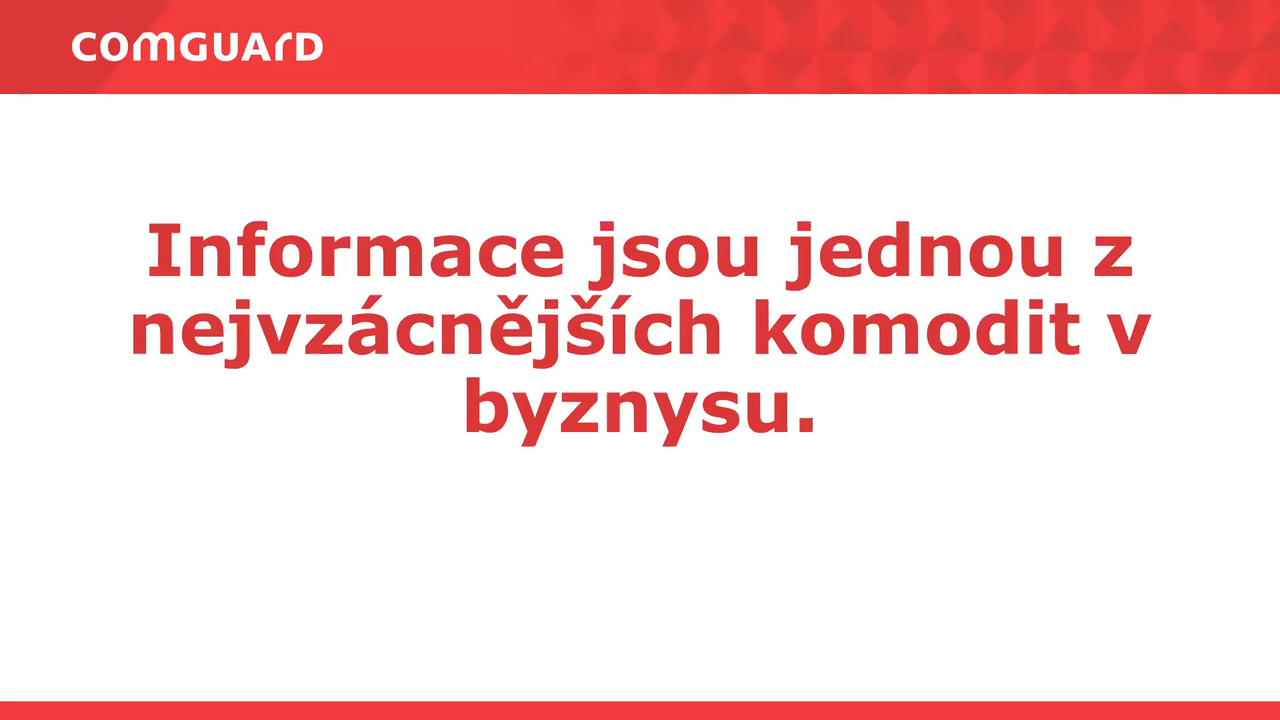 COMGUARD
Informace jsou jednou z
nejvzácnějších komodit v
byznysu.